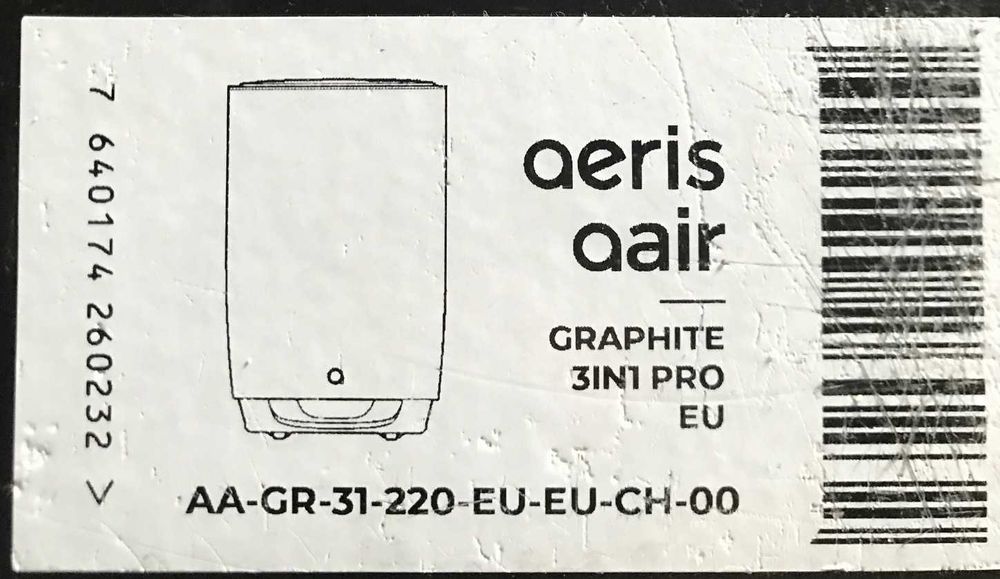 7 640174 260232 >
aeris
aair
GRAPHITE
3IN1 PRO
EU
AA-GR-31-220-EU-EU-CH-00